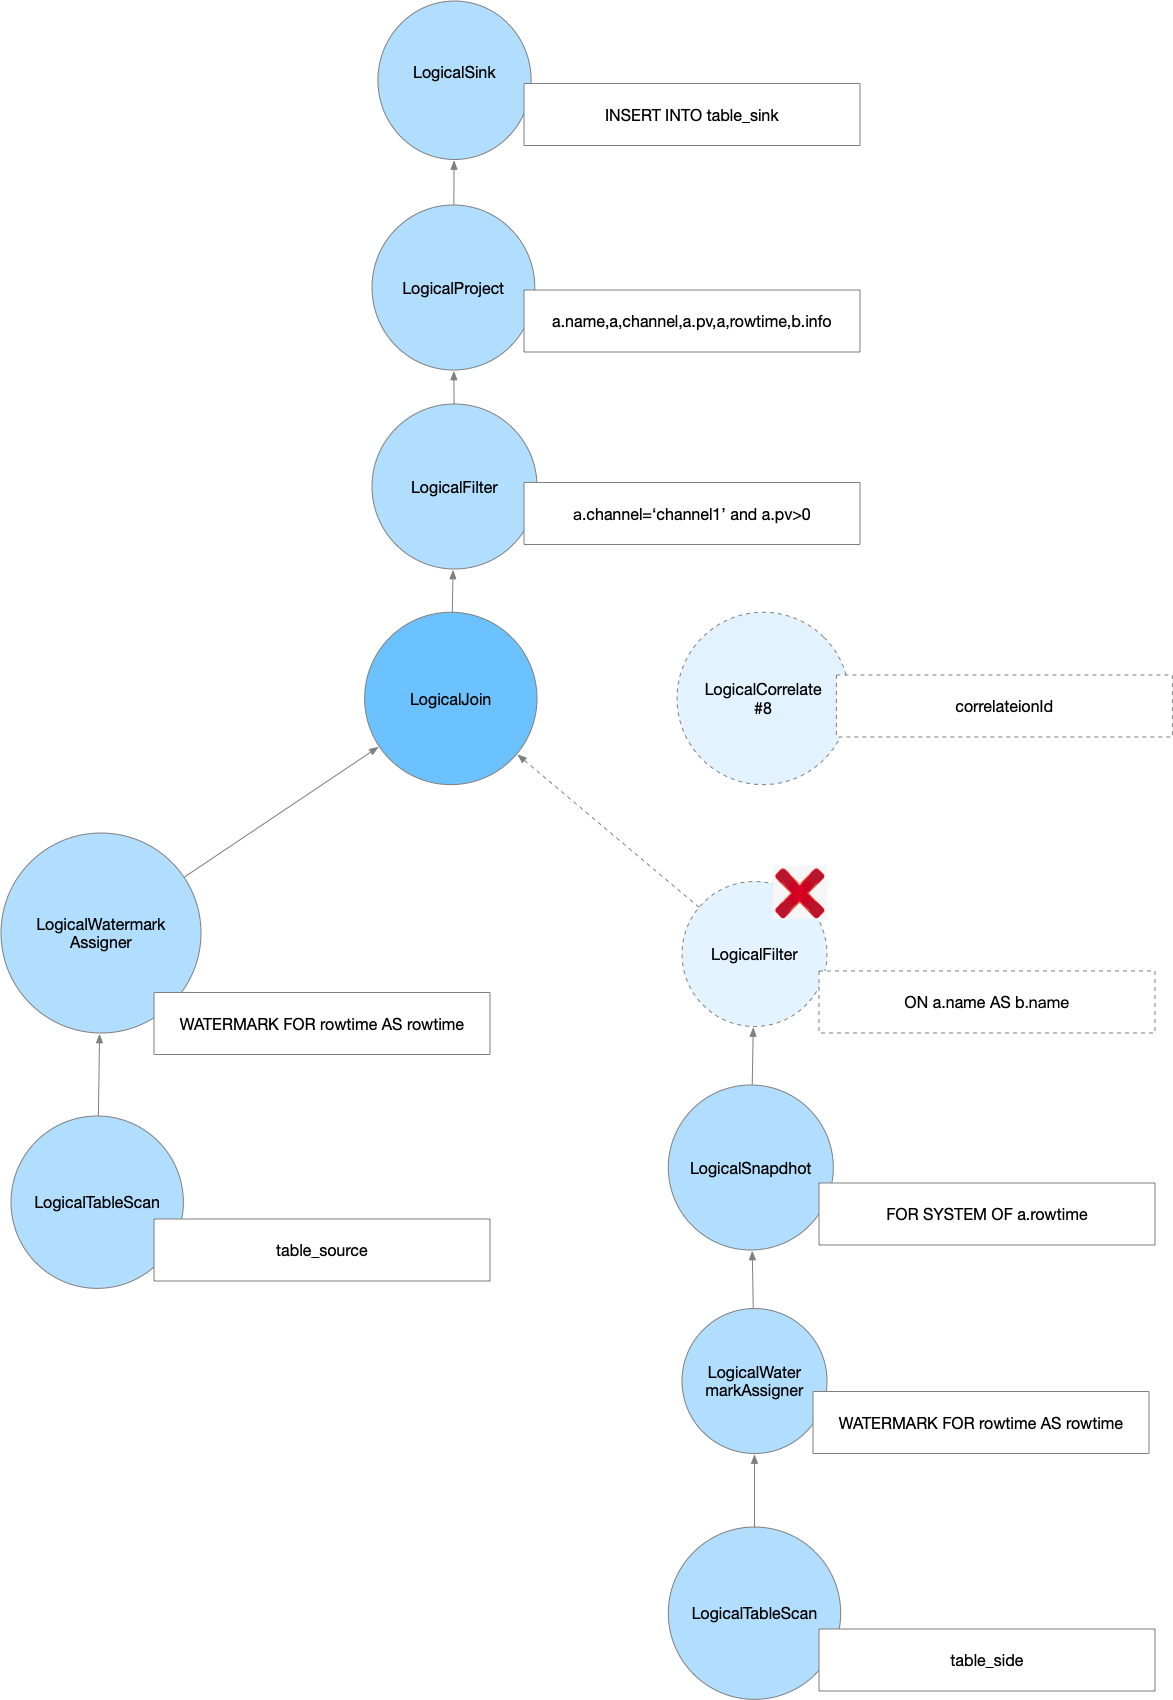 LogicalSink
INSERT INTO table_sink
LogicalProject
a.name,a,channel,a.pv,a,rowtime,b.info
LogicalFilter
a.channel=‘channel1’ and a.pv>0
LogicalJoin
LogicalCorrelate
#8
correlateionId
LogicalWatermark
Assigner
WATERMARK FOR rowtime AS rowtime
LogicalFilter
ON a.name AS b.name
LogicalTableScan
table_source
LogicalSnapdhot
FOR SYSTEM OF a.rowtime
LogicalWater
markAssigner
WATERMARK FOR rowtime AS rowtime
LogicalTableScan
table_side